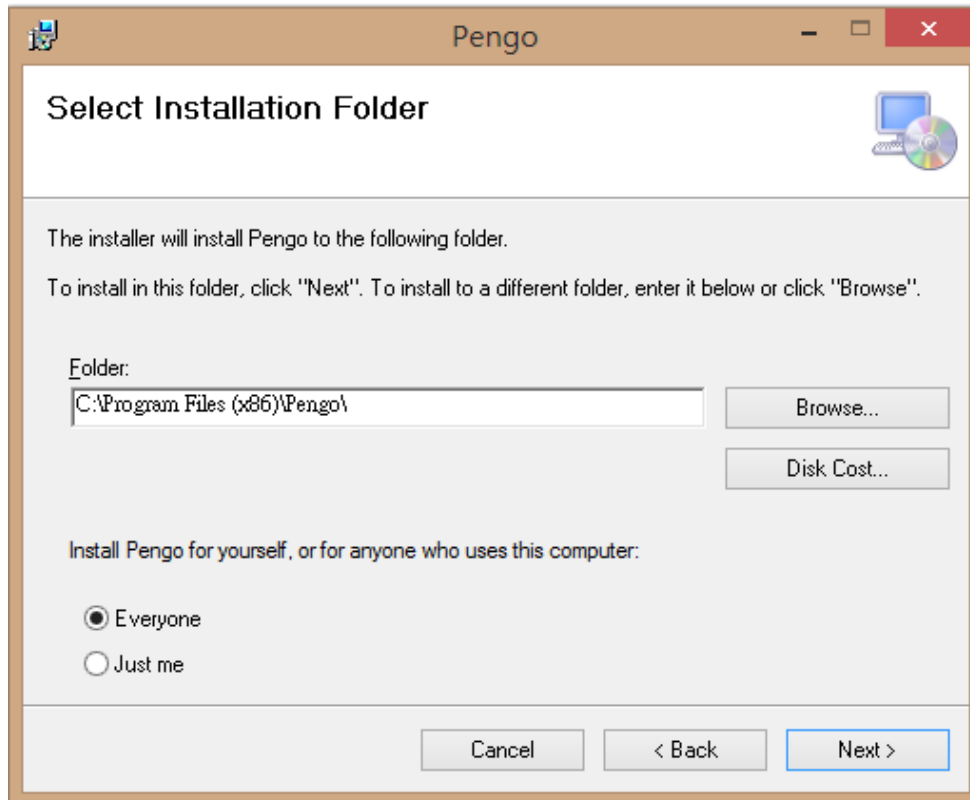 Pengo
Select Installation Folder
The installer will install Pengo to the following folder.
To install in this folder, click "Next". To install to a different folder, enter it below or click "Browse".
Folder:
C:\Program Files (x86)\Pengo\
Browse...
Disk Cost...
Install Pengo for yourself, or for anyone who uses this computer:
Everyone
Just me
Cancel
< Back
Next >